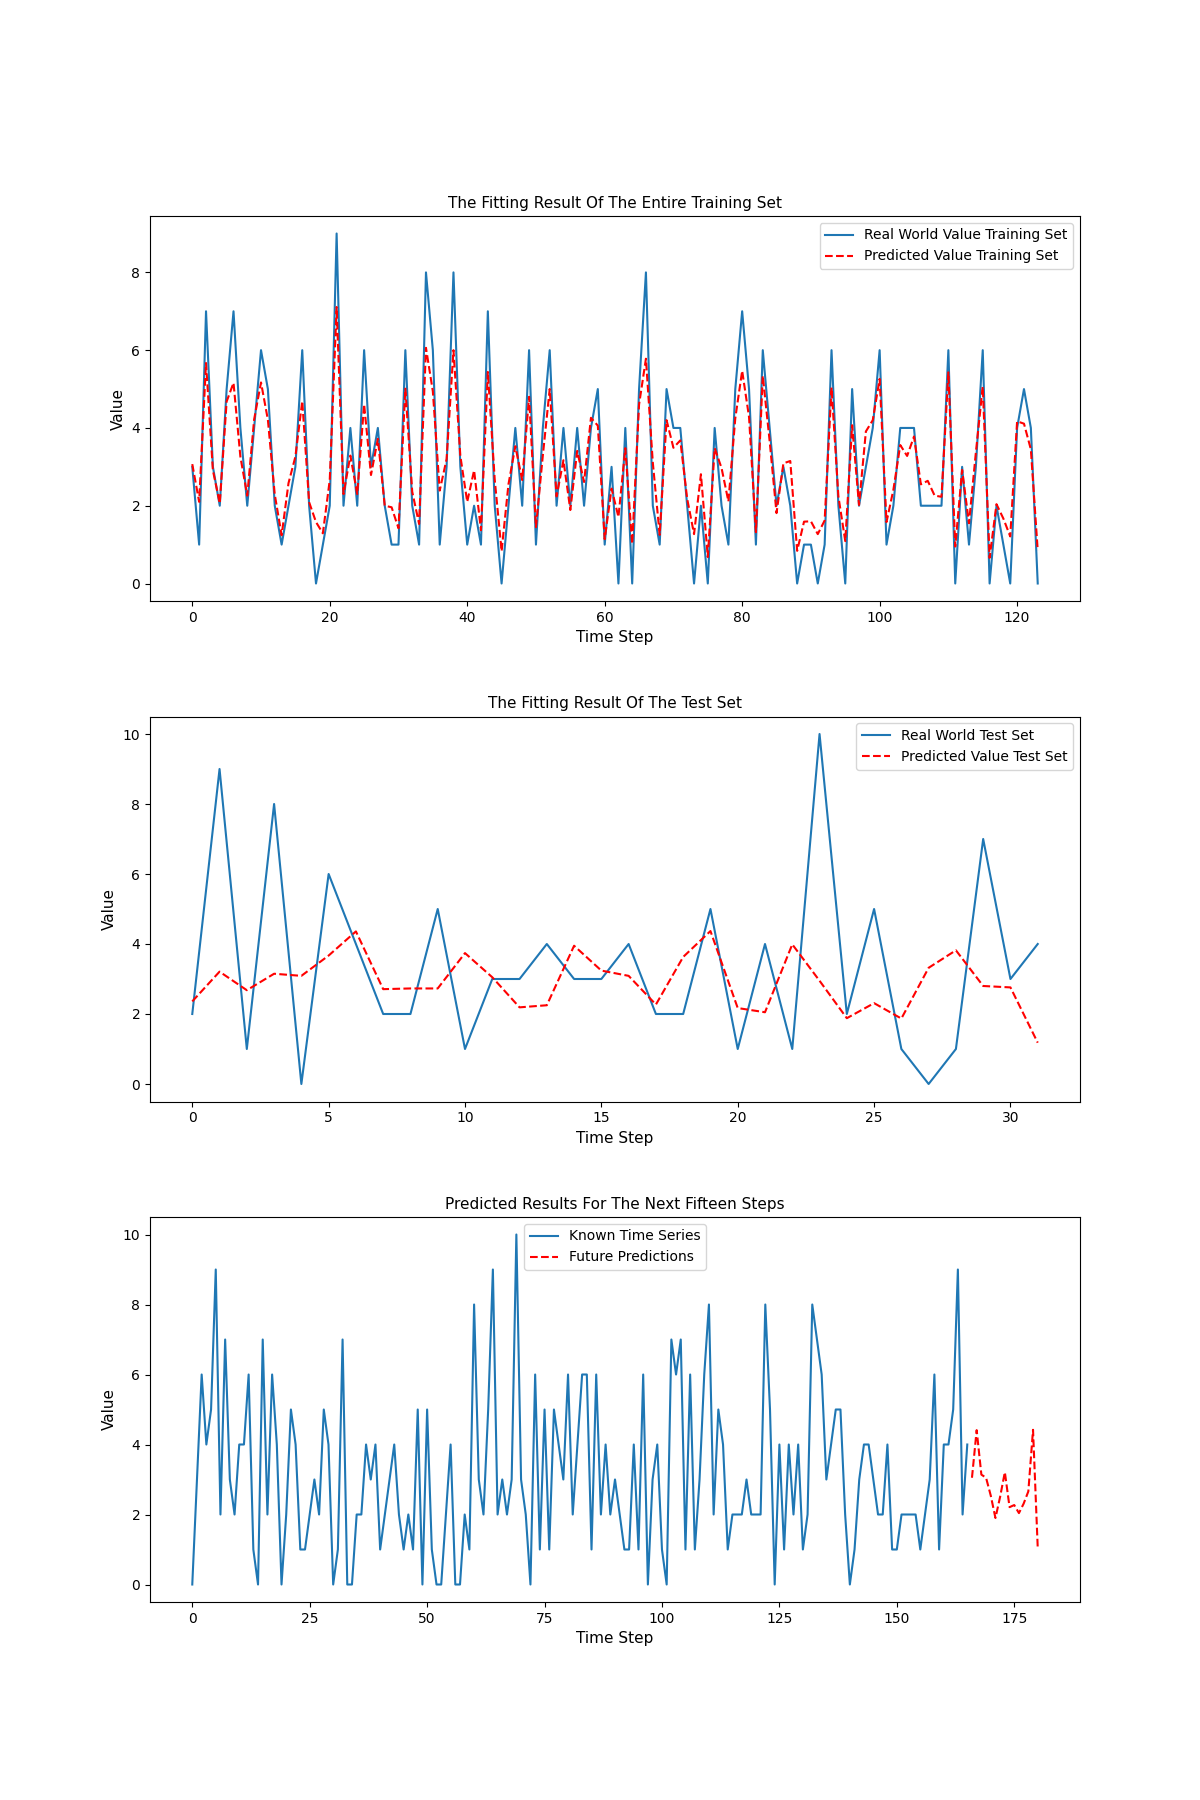 The Fitting Result Of The Entire Training Set
Real World Value Training Set
Predicted Value Training Set
Value
8
6
4
2
0
0 20 40 60 80 100 120
Time Step
The Fitting Result Of The Test Set
Real World Test Set
Predicted Value Test Set
Value
10
8
6
4
2
0
0 5 10 15 20 25 30
Time Step
Predicted Results For The Next Fifteen Steps
Known Time Series
Future Predictions
Value
10
8
6
4
2
0
0 25 50 75 100 125 150 175
Time Step